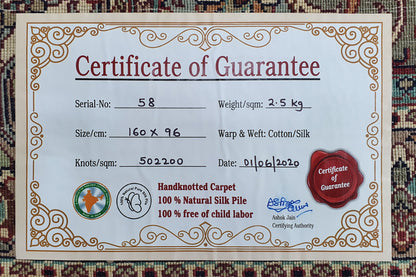 Certificate of Guarantee
Serial-No: 58 Weight/sqm: 2.5 kg
Size/cm: 160 x 96 Warp & Weft: Cotton/Silk
Knots/sqm: 502200 Date: 01/06/2020
Handknotted Carpet
100 % Natural Silk Pile
100 % free of child labor
Certificate
of
Guarantee
Ashok Jain
Certifying Authority